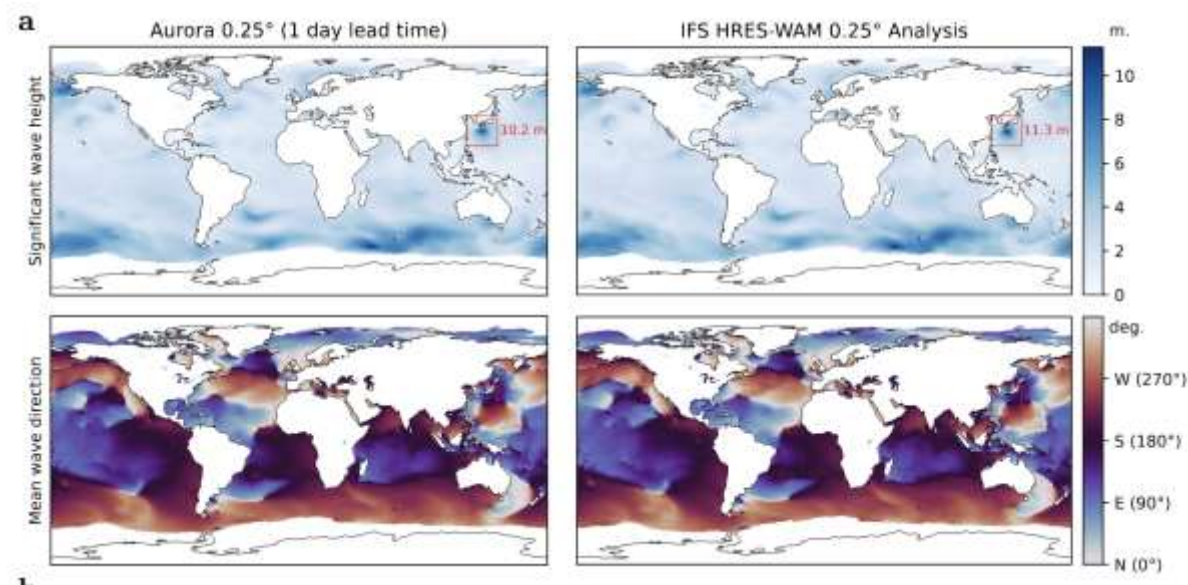 a
Aurora 0.25° (1 day lead time)
IFS HRES-WAM 0.25° Analysis
m.
Significant wave height
10.2 m
11.3 m
10
8
6
4
2
0
Mean wave direction
deg.
W (270°)
S (180°)
E (90°)
N (0°)